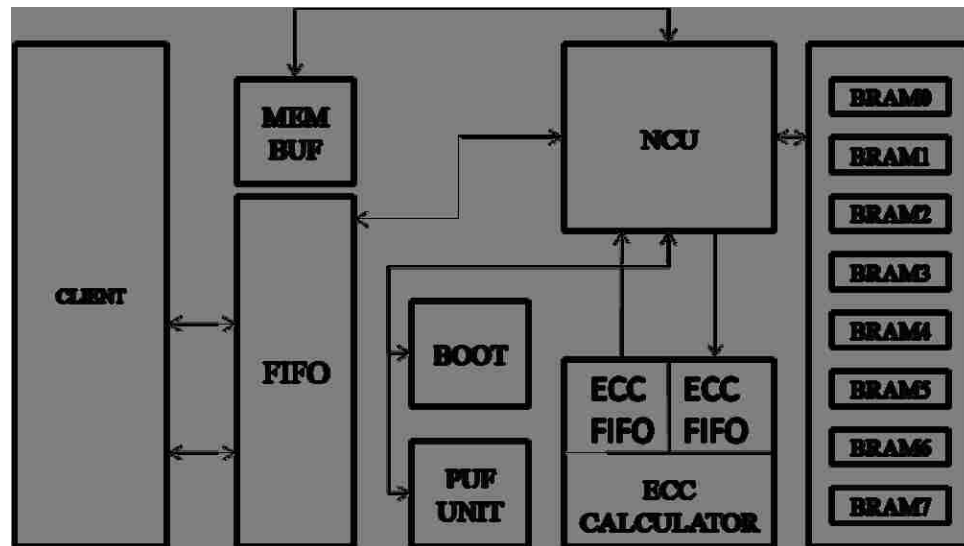 CLIENT
MEM
BUF
FIFO
BOOT
PUF
UNIT
NCU
ECC
FIFO
ECC
FIFO
ECC
CALCULATOR
BRAM0
BRAM1
BRAM2
BRAM3
BRAM4
BRAM5
BRAM6
BRAM7